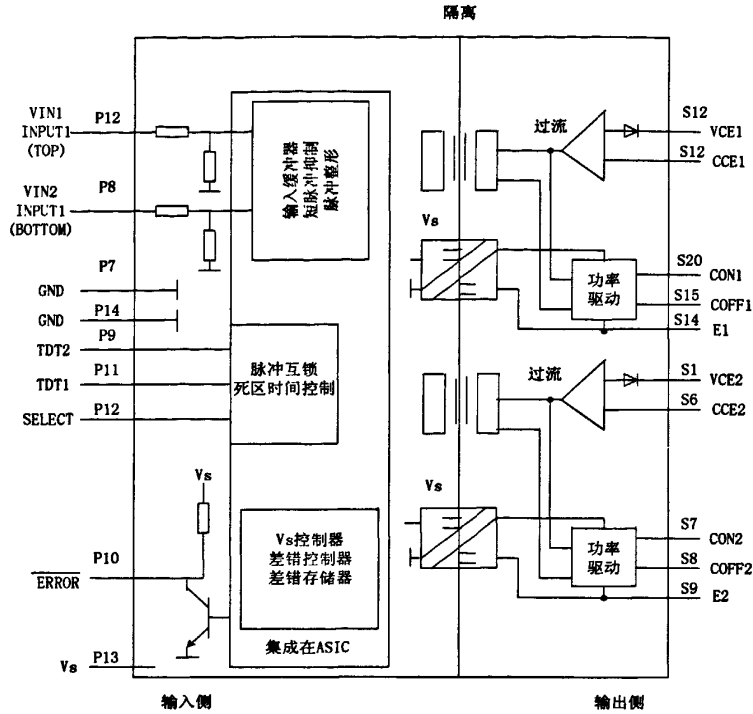 隔离
VIN1
INPUT1
(TOP)
P12
VIN2
INPUT1
(BOTTOM)
P8
P7
GND
P14
GND
P9
TDT2
P11
TDT1
P12
SELECT
Vs
P10
ERROR
P13
Vs
输入缓冲器
短脉冲抑制
脉冲整形
脉冲互锁
死区时间控制
Vs控制器
差错控制器
差错存储器
集成在ASIC
过流
S12
VCE1
S12
CCE1
Vs
功率
驱动
S20
CON1
S15
COFF1
S14
E1
过流
S1
VCE2
S6
CCE2
Vs
功率
驱动
S7
CON2
S8
COFF2
S9
E2
输入侧
输出侧